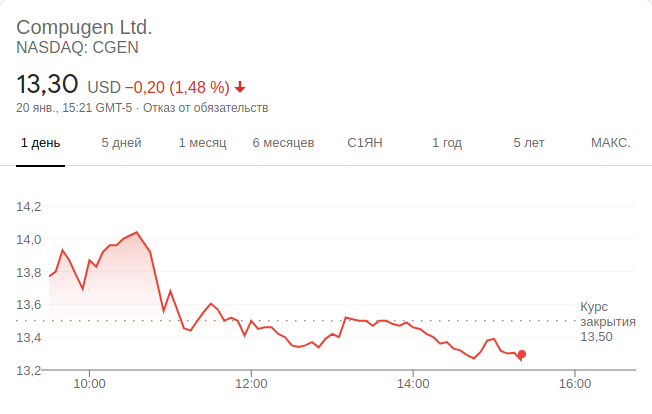 Compugen Ltd.
NASDAQ: CGEN
13,30 USD −0,20 (1,48 %)
20 янв., 15:21 GMT-5 · Отказ от обязательств
1 день 5 дней 1 месяц 6 месяцев С1ЯН 1 год 5 лет МАКС.
14,2
14,0
13,8
13,6
13,4
13,2
Курс
закрытия
13,50
10:00 12:00 14:00 16:00